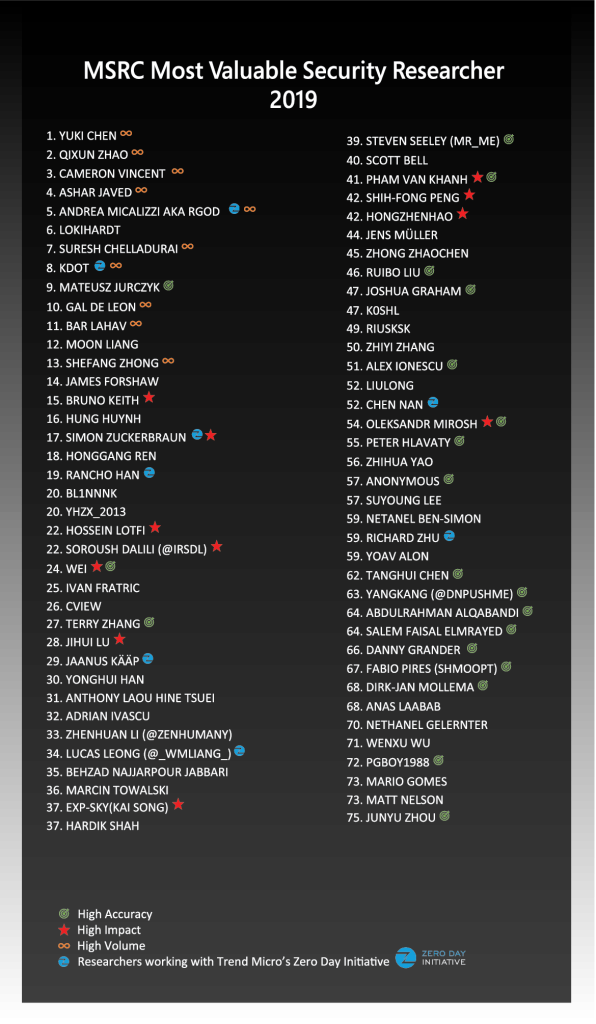 MSRC Most Valuable Security Researcher
2019
1. YUKI CHEN
2. QIXUN ZHAO
3. CAMERON VINCENT
4. ASHAR JAVED
5. ANDREA MICALIZZI AKA RGOD
6. LOKIHARDT
7. SURESH CHELLADURAI
8. KDOT
9. MATEUSZ JURCZYK
10. GAL DE LEON
11. BAR LAHAV
12. MOON LIANG
13. SHEFANG ZHONG
14. JAMES FORSHAW
15. BRUNO KEITH
16. HUNG HUYNH
17. SIMON ZUCKERBRAUN
18. HONGGANG REN
19. RANCHO HAN
20. BL1NNNK
20. YHZX_2013
22. HOSSEIN LOTFI
22. SOROUSH DALILI (@IRSDL)
24. WEI
25. IVAN FRATRIC
26. CVIEW
27. TERRY ZHANG
28. JIHUI LU
29. JAANUS KÄÄP
30. YONGHUI HAN
31. ANTHONY LAOU HINE TSUEI
32. ADRIAN IVASCU
33. ZHENHUAN LI (@ZENHUMANY)
34. LUCAS LEONG (@_WMLIANG_)
35. BEHZAD NAJJARPOUR JABBARI
36. MARCIN TOWALSKI
37. EXP-SKY(KAI SONG)
37. HARDIK SHAH
39. STEVEN SEELEY (MR_ME)
40. SCOTT BELL
41. PHAM VAN KHANH
42. SHIH-FONG PENG
42. HONGZHENHAO
44. JENS MÜLLER
45. ZHONG ZHAOCHEN
46. RUIBO LIU
47. JOSHUA GRAHAM
47. K0SHL
49. RIUSKSK
50. ZHIYI ZHANG
51. ALEX IONESCU
52. LIULONG
52. CHEN NAN
54. OLEKSANDR MIROSH
55. PETER HLAVATY
56. ZHIHUA YAO
57. ANONYMOUS
57. SUYOUNG LEE
59. NETANEL BEN-SIMON
59. RICHARD ZHU
59. YOAV ALON
62. TANGHUI CHEN
63. YANGKANG (@DNPUSHME)
64. ABDULRAHMAN ALQABANDI
64. SALEM FAISAL ELMRAYED
66. DANNY GRANDER
67. FABIO PIRES (SHMOOPT)
68. DIRK-JAN MOLLEMA
68. ANAS LAABAB
70. NETHANEL GELERNTER
71. WENXU WU
72. PGBOY1988
73. MARIO GOMES
73. MATT NELSON
75. JUNYU ZHOU
High Accuracy
High Impact
High Volume
Researchers working with Trend Micro's Zero Day Initiative
ZERO DAY
INITIATIVE